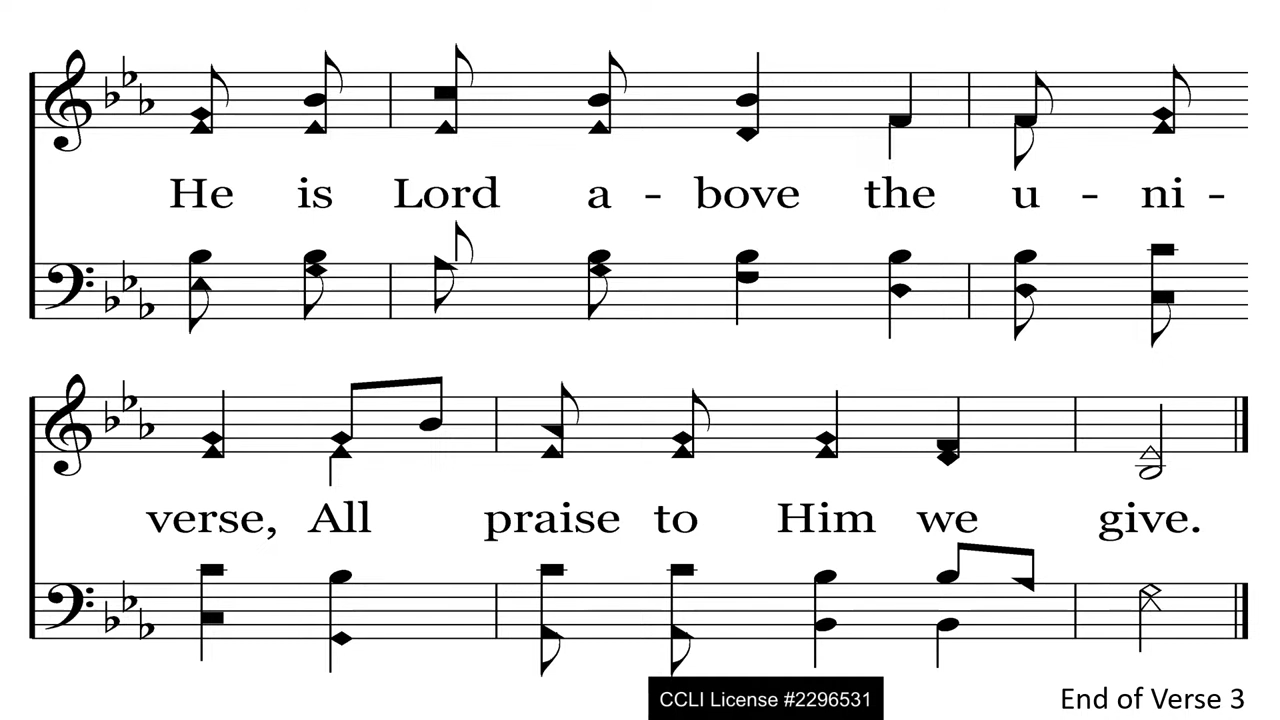 He is Lord a - bove the u - ni -
verse, All praise to Him we give.
CCLI License #2296531
End of Verse 3